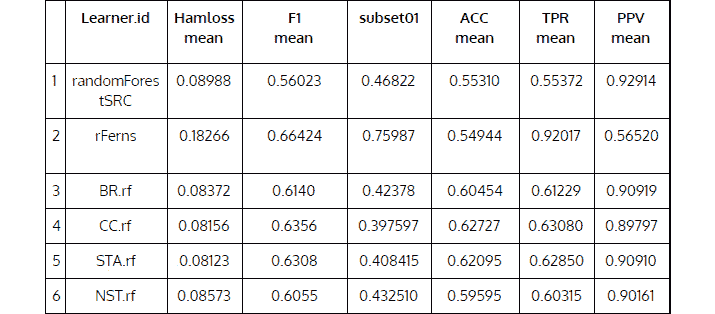 Learner.id Hamloss mean F1 mean subset01 ACC mean TPR mean PPV mean
1 randomForestSRC 0.08988 0.56023 0.46822 0.55310 0.55372 0.92914
2 rFerns 0.18266 0.66424 0.75987 0.54944 0.92017 0.56520
3 BR.rf 0.08372 0.6140 0.42378 0.60454 0.61229 0.90919
4 CC.rf 0.08156 0.6356 0.397597 0.62727 0.63080 0.89797
5 STA.rf 0.08123 0.6308 0.408415 0.62095 0.62850 0.90910
6 NST.rf 0.08573 0.6055 0.432510 0.59595 0.60315 0.90161